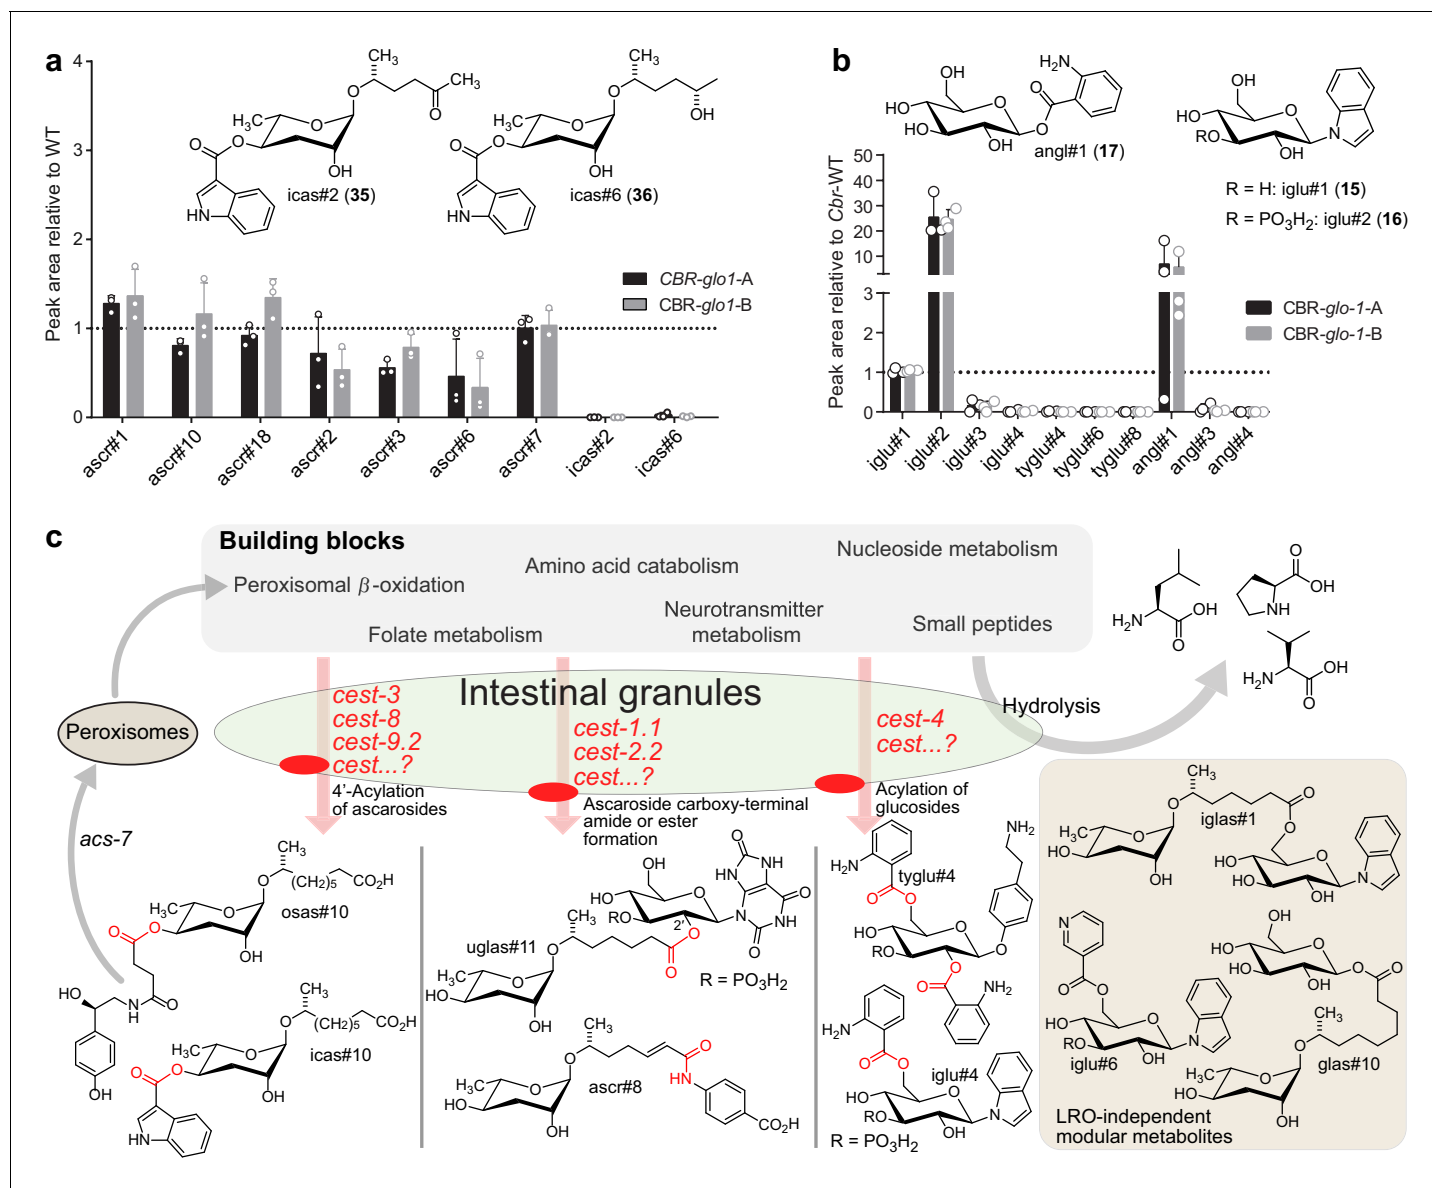 a
4
3
2
1
0
Peak area relative to WT
CH3
O
CH3
O
H3C
O
O
O
OH
HN
icas#2 (35)
CH3
O
OH
H3C
O
O
O
OH
HN
icas#6 (36)
CBR-glo1-A
CBR-glo1-B
ascr#1
ascr#10
ascr#18
ascr#2
ascr#3
ascr#6
ascr#7
icas#2
icas#6
b
50
40
30
20
10
3
2
1
0
Peak area relative to Cbr-WT
OH
HO
HO
OH
O
O
O
H2N
angl#1 (17)
OH
HO
RO
OH
O
N
R = H: iglu#1 (15)
R = PO3H2: iglu#2 (16)
CBR-glo-1-A
CBR-glo-1-B
iglu#1
iglu#2
iglu#3
iglu#4
tyglu#4
tyglu#6
tyglu#8
angl#1
angl#3
angl#4
c
Building blocks
Peroxisomal β-oxidation
Amino acid catabolism
Nucleoside metabolism
Folate metabolism
Neurotransmitter
metabolism
Small peptides
H2N
O
OH
NH
O
OH
H2N
O
OH
Hydrolysis
Peroxisomes
acs-7
Intestinal granules
cest-3
cest-8
cest-9.2
cest...?
cest-1.1
cest-2.2
cest...?
cest-4
cest...?
4'-Acylation
of ascarosides
Ascaroside carboxy-terminal
amide or ester
formation
Acylation of
glucosides
CH3
O
(CH2)5
CO2H
osas#10
H3C
O
O
O
OH
HO
N
H
O
OH
CH3
O
(CH2)5
CO2H
icas#10
H3C
O
O
O
OH
HN
OH
HO
RO
O
2'
O
O
HN
H
N
N
H
O
NH
N
O
uglas#11
CH3
O
H3C
HO
O
OH
R = PO3H2
CH3
O
O
HN
CO2H
ascr#8
H3C
HO
O
OH
H2N
O
O
tyglu#4
NH2
HO
RO
O
O
O
O
NH2
H2N
O
O
iglu#4
HO
RO
OH
O
N
R = PO3H2
CH3
O
O
O
iglas#1
H3C
HO
O
OH
HO
HO
OH
O
N
N
O
O
HO
RO
OH
O
N
iglu#6
OH
HO
HO
OH
O
O
O
CH3
O
glas#10
H3C
HO
O
OH
LRO-independent
modular metabolites